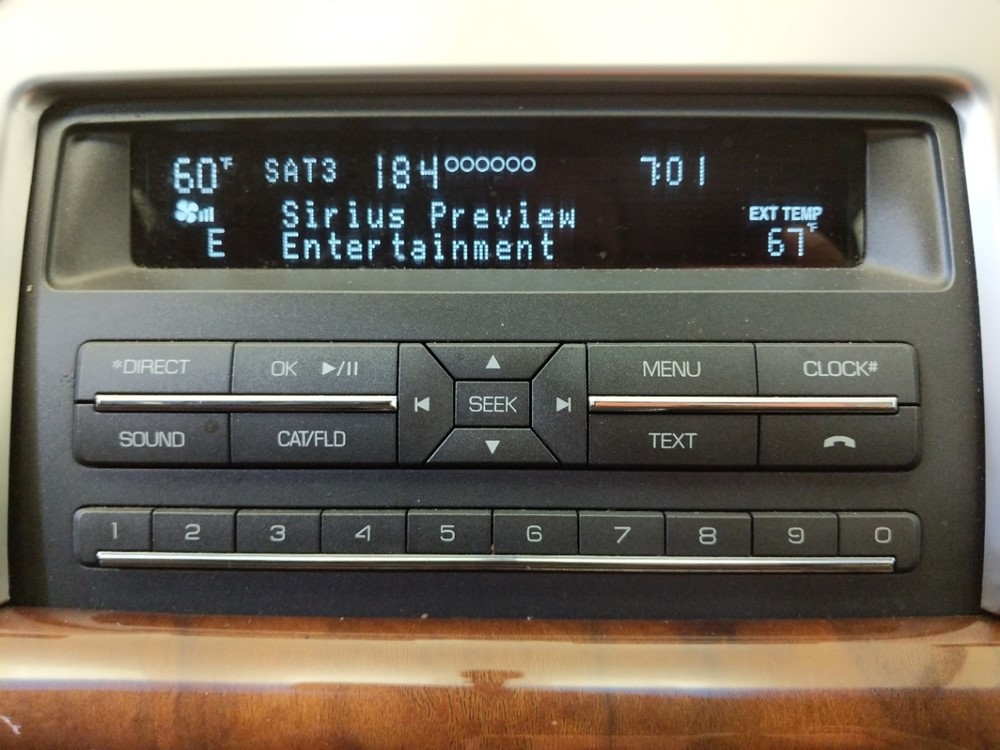 60°F SAT3 184 °°°°°° 7:01
Sirius Preview EXT TEMP
E Entertainment 67°F
*DIRECT OK ►/II ▲ MENU CLOCK#
SEEK
SOUND CAT/FLD ▼ TEXT
1 2 3 4 5 6 7 8 9 0